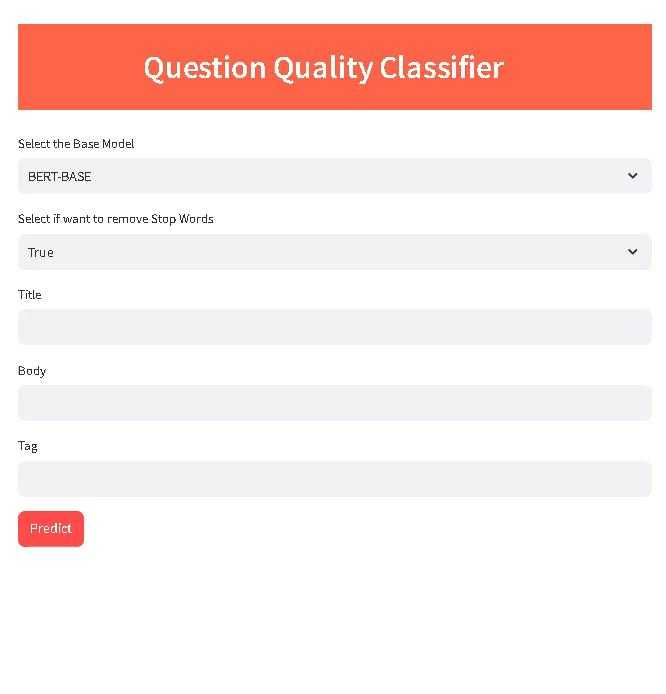 Question Quality Classifier
Select the Base Model
BERT-BASE
Select if want to remove Stop Words
True
Title
Body
Tag
Predict